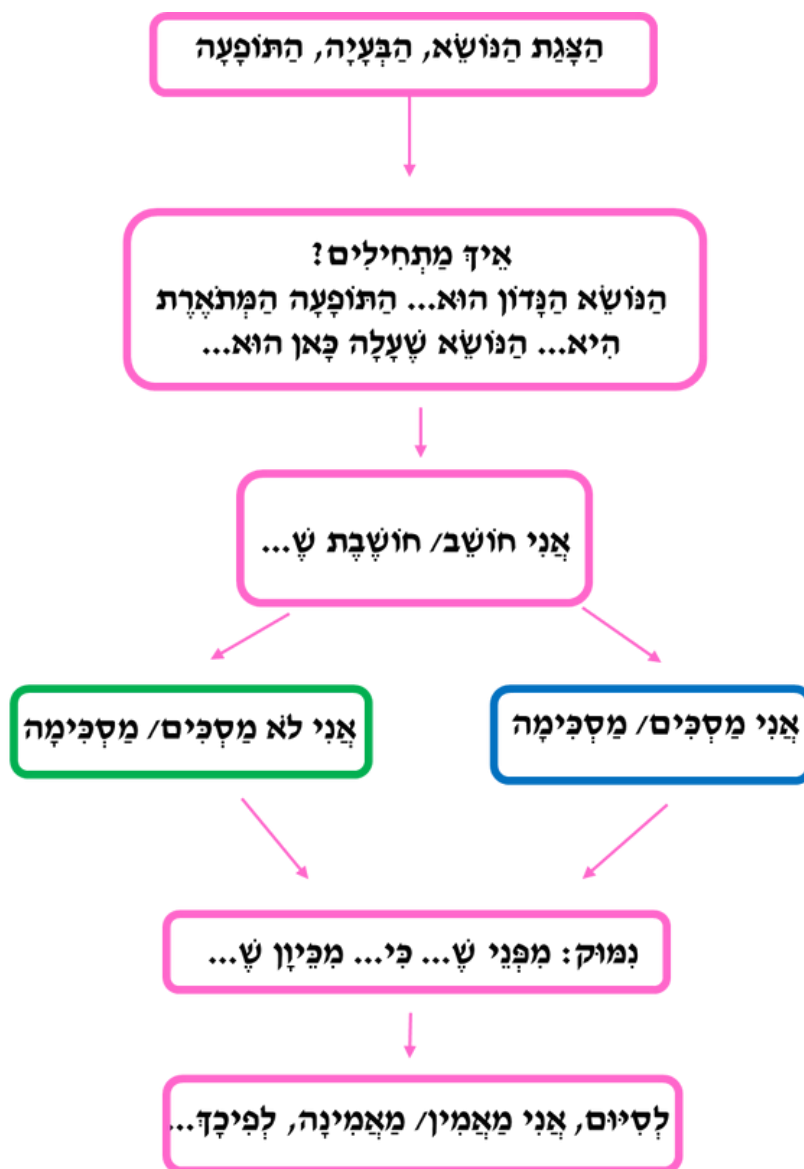 הַצָּגַת הַנּוֹשֵׂא, הַבְּעָיָה, הַתּוֹפָעָה
אֵיךְ מַתְחִילִים?
הַנּוֹשֵׂא הַנָּדוֹן הוּא... הַתּוֹפָעָה הַמְּתֹאֶרֶת
הִיא... הַנּוֹשֵׂא שֶׁעָלָה כָּאן הוּא...
אֲנִי חוֹשֵׁב/ חוֹשֶׁבֶת שֶׁ...
אֲנִי מַסְכִּים/ מַסְכִּימָה
אֲנִי לֹא מַסְכִּים/ מַסְכִּימָה
נִמּוּק: מִפְּנֵי שֶׁ... כִּי... מִכֵּיוָן שֶׁ...
לְסִיּוּם, אֲנִי מַאֲמִין/ מַאֲמִינָה, לְפִיכָךְ...